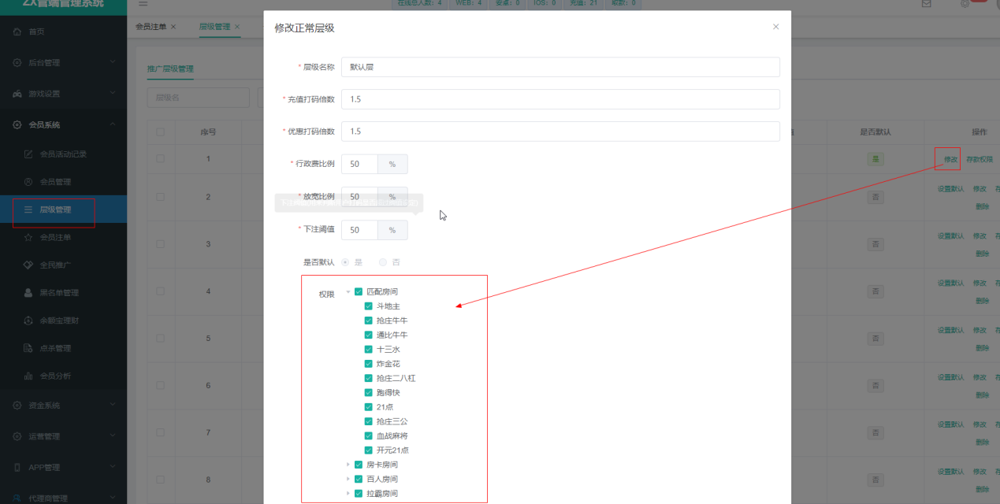 ZX管端管理系统
在线总人数: 4 WEB: 4 安卓: 0 IOS: 0 充值: 21 取款: 0
首页
后台管理
游戏设置
会员系统
会员活动记录
会员管理
层级管理
会员注单
全民推广
黑名单管理
余额宝理财
点杀管理
会员分析
资金系统
运营管理
APP管理
代理商管理
会员注单 × 层级管理 ×
推广层级管理
层级名
序号 是否默认 操作
1 是 修改 存款权限
2 否 设置默认 修改 存
删除
3 否 设置默认 修改 存
删除
4 否 设置默认 修改 存
删除
5 否 设置默认 修改 存
删除
6 否 设置默认 修改 存
删除
7 否 设置默认 修改 存
删除
8 否 设置默认 修改 存
删除
修改正常层级 ×
* 层级名称 默认层
* 充值打码倍数 1.5
* 优惠打码倍数 1.5
* 行政费比例 50 %
* 放宽比例 50 %
* 下注阈值 50 %
是否默认 是 否
权限 匹配房间
斗地主
抢庄牛牛
通比牛牛
十三水
炸金花
抢庄二八杠
跑得快
21点
抢庄三公
血战麻将
开元21点
房卡房间
百人房间
拉霸房间